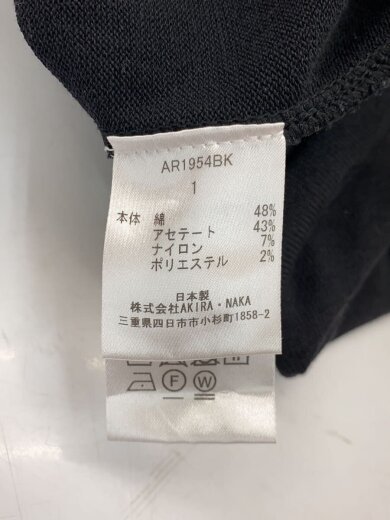 AR1954BK
1
本体 綿 48%
アセテート 43%
ナイロン 7%
ポリエステル 2%
日本製
株式会社AKIRA・NAKA
三重県四日市市小杉町1858-2
F W